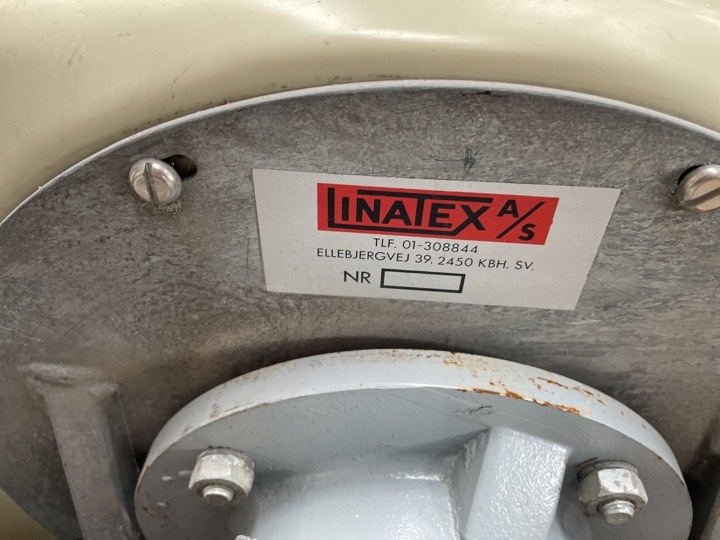 LINATEX A/S
TLF. 01-308844
ELLEBJERGVEJ 39, 2450 KBH. SV.
NR